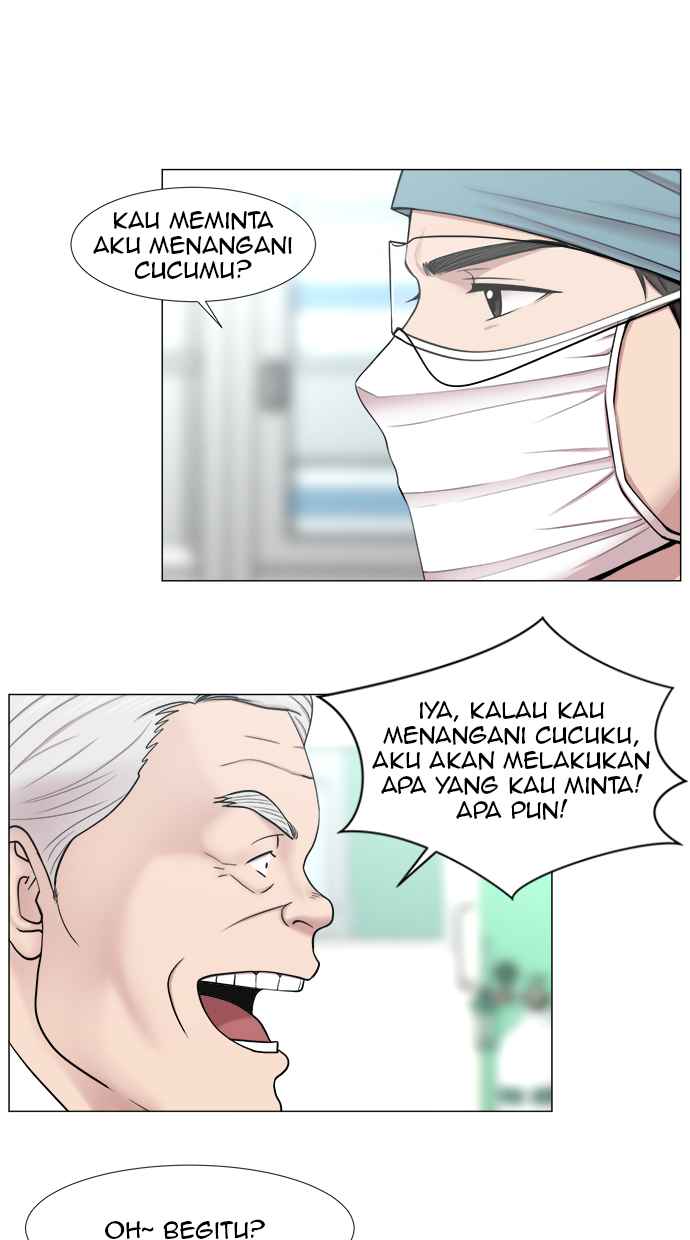 KAU MEMINTA
AKU MENANGANI
CUCUMU?
IYA, KALAU KAU
MENANGANI CUCUKU,
AKU AKAN MELAKUKAN
APA YANG KAU MINTA!
APA PUN!
OH~ BEGITU?